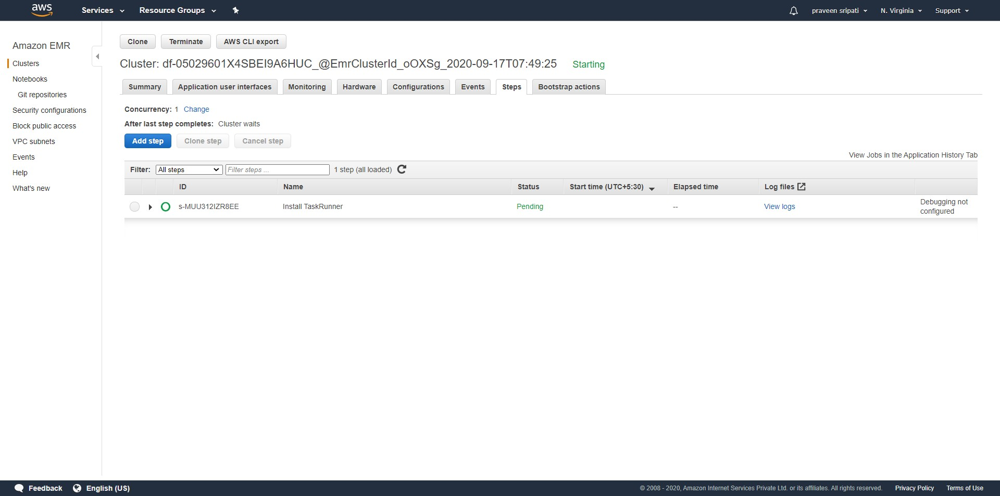 aws Services Resource Groups praveen sripati N. Virginia Support
Amazon EMR
Clusters
Notebooks
Git repositories
Security configurations
Block public access
VPC subnets
Events
Help
What's new
Clone Terminate AWS CLI export
Cluster: df-05029601X4SBEI9A6HUC_@EmrClusterId_oOXSg_2020-09-17T07:49:25 Starting
Summary Application user interfaces Monitoring Hardware Configurations Events Steps Bootstrap actions
Concurrency: 1 Change
After last step completes: Cluster waits
Add step Clone step Cancel step
View Jobs in the Application History Tab
Filter: All steps Filter steps ... 1 step (all loaded)
ID Name Status Start time (UTC+5:30) Elapsed time Log files
s-MUU312IZR8EE Install TaskRunner Pending -- View logs Debugging not
configured
Feedback English (US) © 2008 - 2020, Amazon Internet Services Private Ltd. or its affiliates. All rights reserved. Privacy Policy Terms of Use